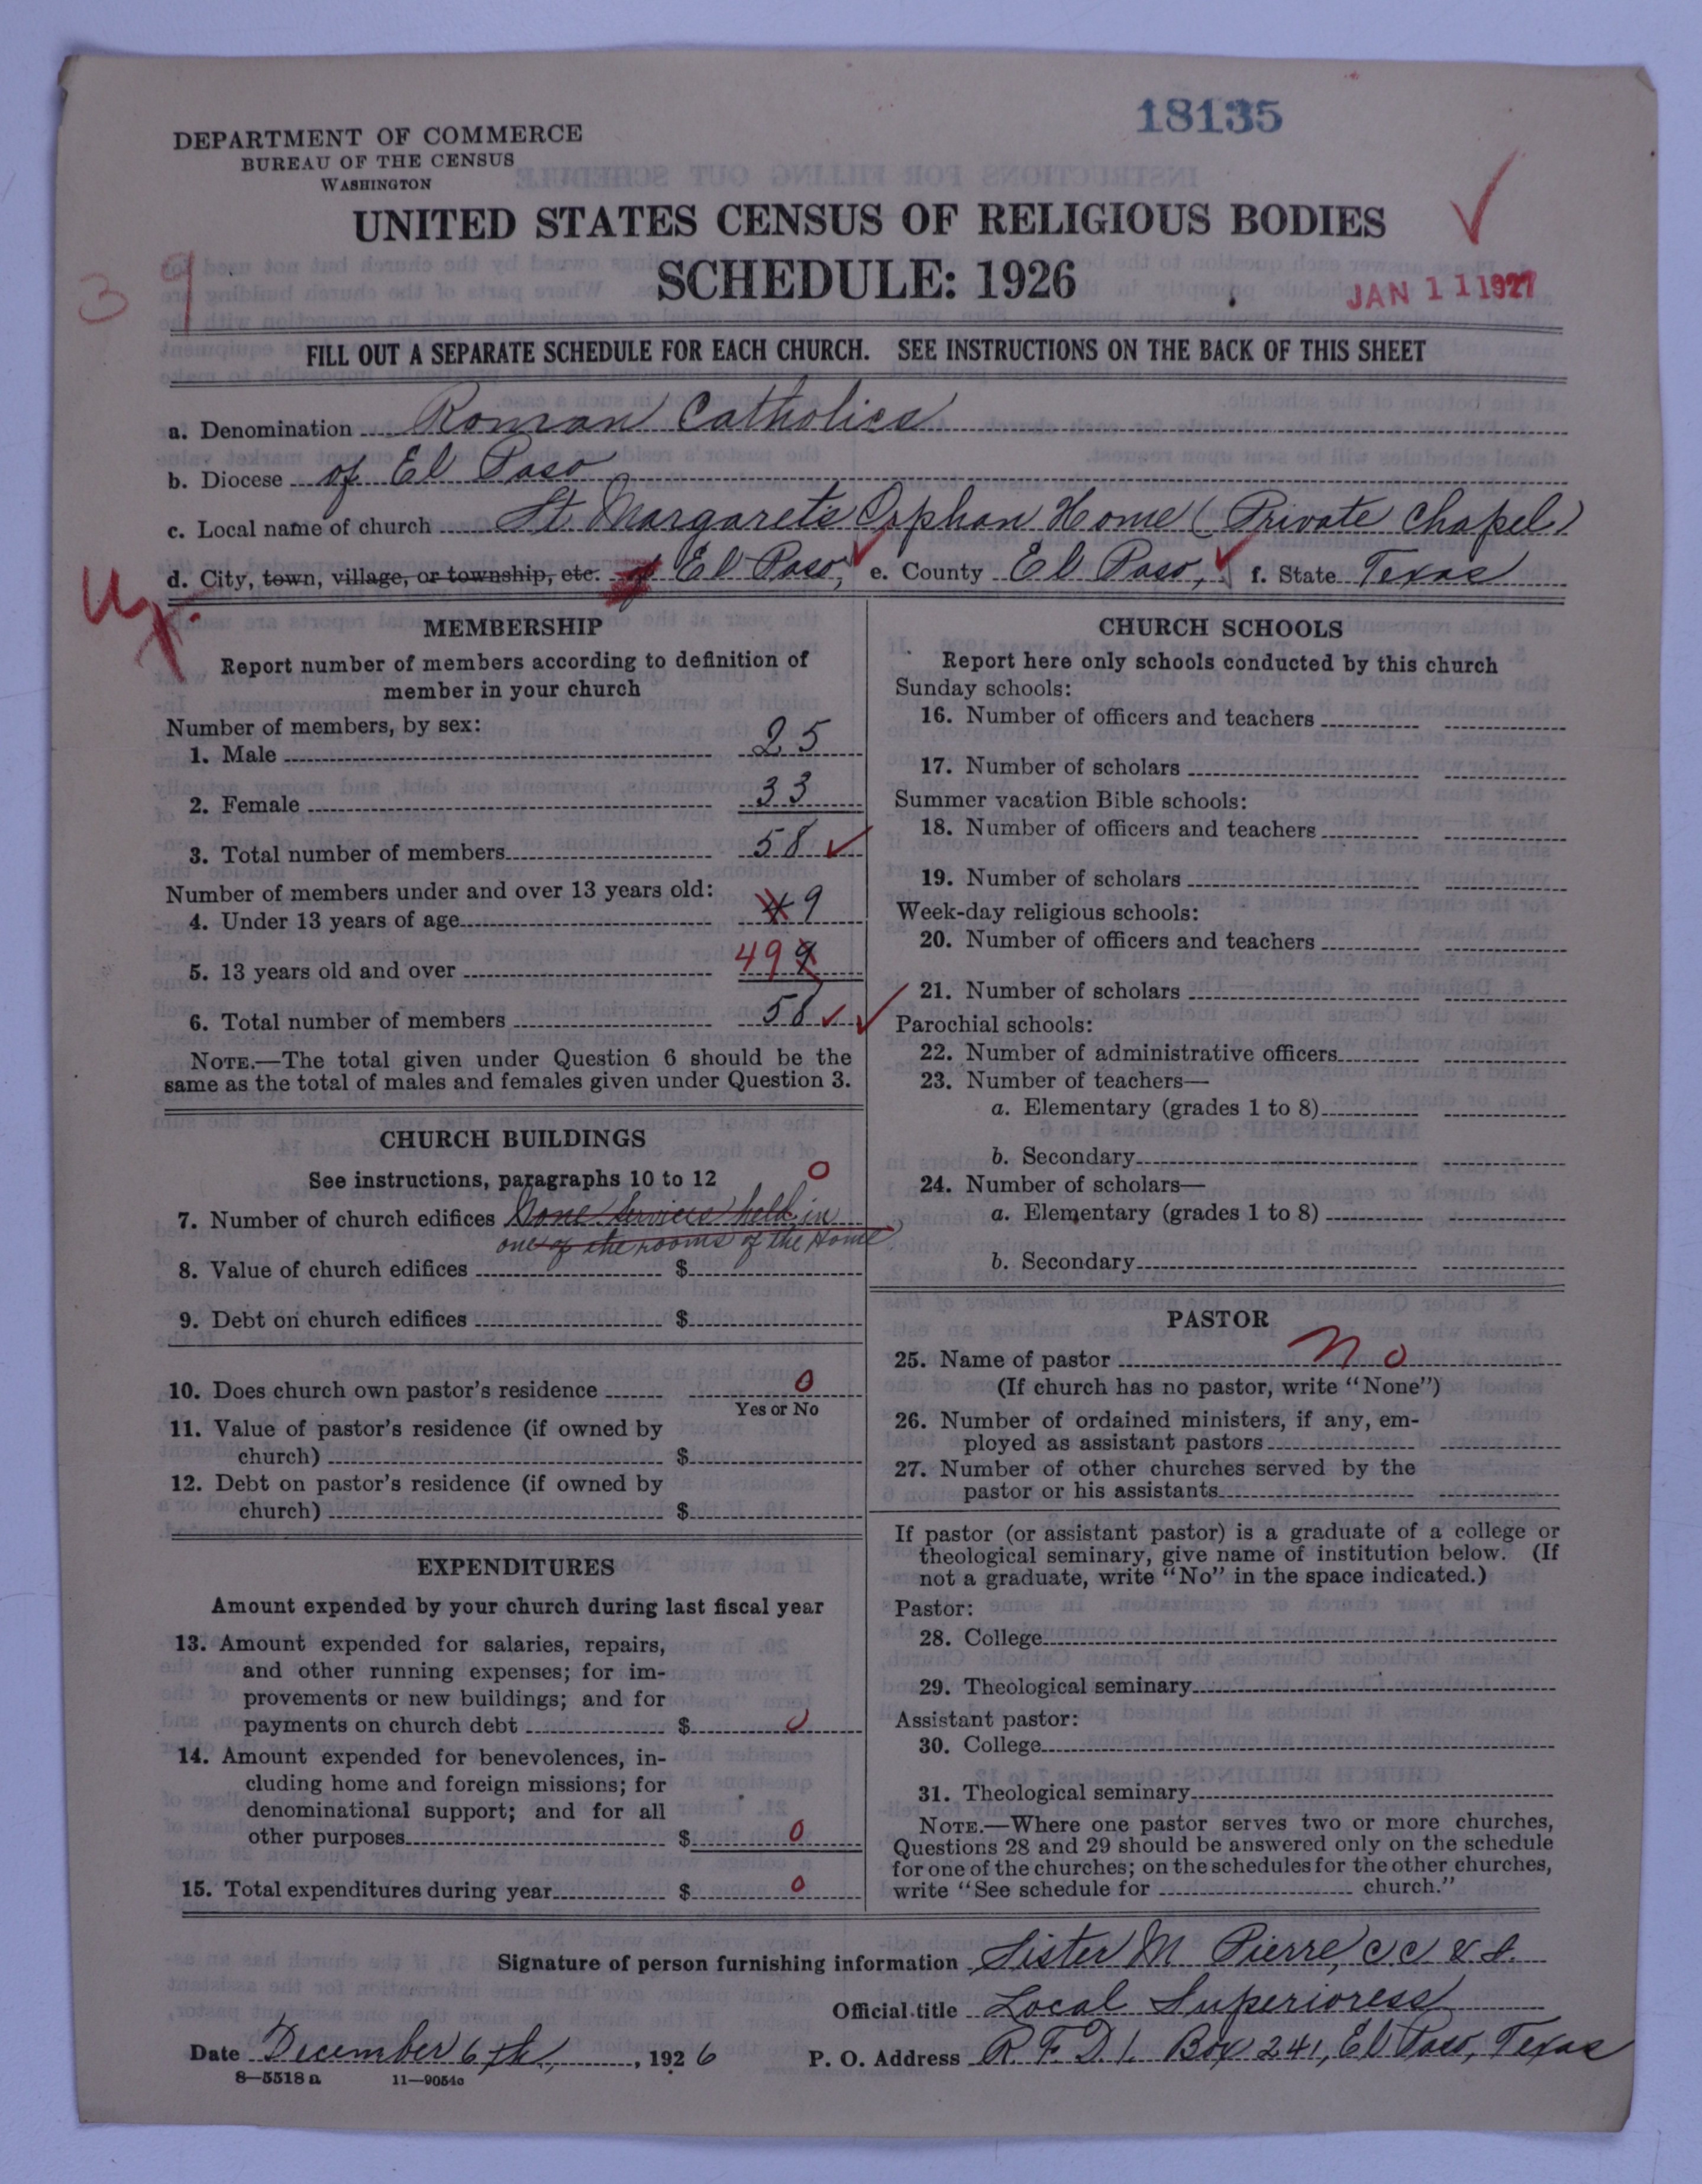 18135
DEPARTMENT OF COMMERCE
BUREAU OF THE CENSUS
WASHINGTON
UNITED STATES CENSUS OF RELIGIOUS BODIES
SCHEDULE: 1926
39
JAN 11 1927
FILL OUT A SEPARATE SCHEDULE FOR EACH CHURCH. SEE INSTRUCTIONS ON THE BACK OF THIS SHEET
a. Denomination Roman Catholics
b. Diocese of El Paso
c. Local name of church St. Margaret's Orphan Home (Private Chapel)
d. City, town, village, or township, etc. El Paso, e. County El Paso, f. State Texas
MEMBERSHIP
Report number of members according to definition of
member in your church
Number of members, by sex:
1. Male 25
2. Female 33
3. Total number of members 58
Number of members under and over 13 years old:
4. Under 13 years of age 9
5. 13 years old and over 49 9
6. Total number of members 58
NOTE.—The total given under Question 6 should be the
same as the total of males and females given under Question 3.
CHURCH BUILDINGS
See instructions, paragraphs 10 to 12 0
7. Number of church edifices None. Services held in
one of the rooms of the Home
8. Value of church edifices $
9. Debt on church edifices $
10. Does church own pastor's residence 0
Yes or No
11. Value of pastor's residence (if owned by
church) $
12. Debt on pastor's residence (if owned by
church) $
EXPENDITURES
Amount expended by your church during last fiscal year
13. Amount expended for salaries, repairs,
and other running expenses; for im-
provements or new buildings; and for
payments on church debt $ 0
14. Amount expended for benevolences, in-
cluding home and foreign missions; for
denominational support; and for all
other purposes $ 0
15. Total expenditures during year $ 0
CHURCH SCHOOLS
Report here only schools conducted by this church
Sunday schools:
16. Number of officers and teachers
17. Number of scholars
Summer vacation Bible schools:
18. Number of officers and teachers
19. Number of scholars
Week-day religious schools:
20. Number of officers and teachers
21. Number of scholars
Parochial schools:
22. Number of administrative officers
23. Number of teachers—
a. Elementary (grades 1 to 8)
b. Secondary
24. Number of scholars—
a. Elementary (grades 1 to 8)
b. Secondary
PASTOR
25. Name of pastor No
(If church has no pastor, write "None")
26. Number of ordained ministers, if any, em-
ployed as assistant pastors
27. Number of other churches served by the
pastor or his assistants
If pastor (or assistant pastor) is a graduate of a college or
theological seminary, give name of institution below. (If
not a graduate, write "No" in the space indicated.)
Pastor:
28. College
29. Theological seminary
Assistant pastor:
30. College
31. Theological seminary
NOTE.—Where one pastor serves two or more churches,
Questions 28 and 29 should be answered only on the schedule
for one of the churches; on the schedules for the other churches,
write "See schedule for church."
Signature of person furnishing information Sister M. Pierre, C. C. & S.
Official title Local Superioress
Date December 6th, 1926 P. O. Address R. F. D. 1. Box 241, El Paso, Texas
8—5518 a 11—9054c